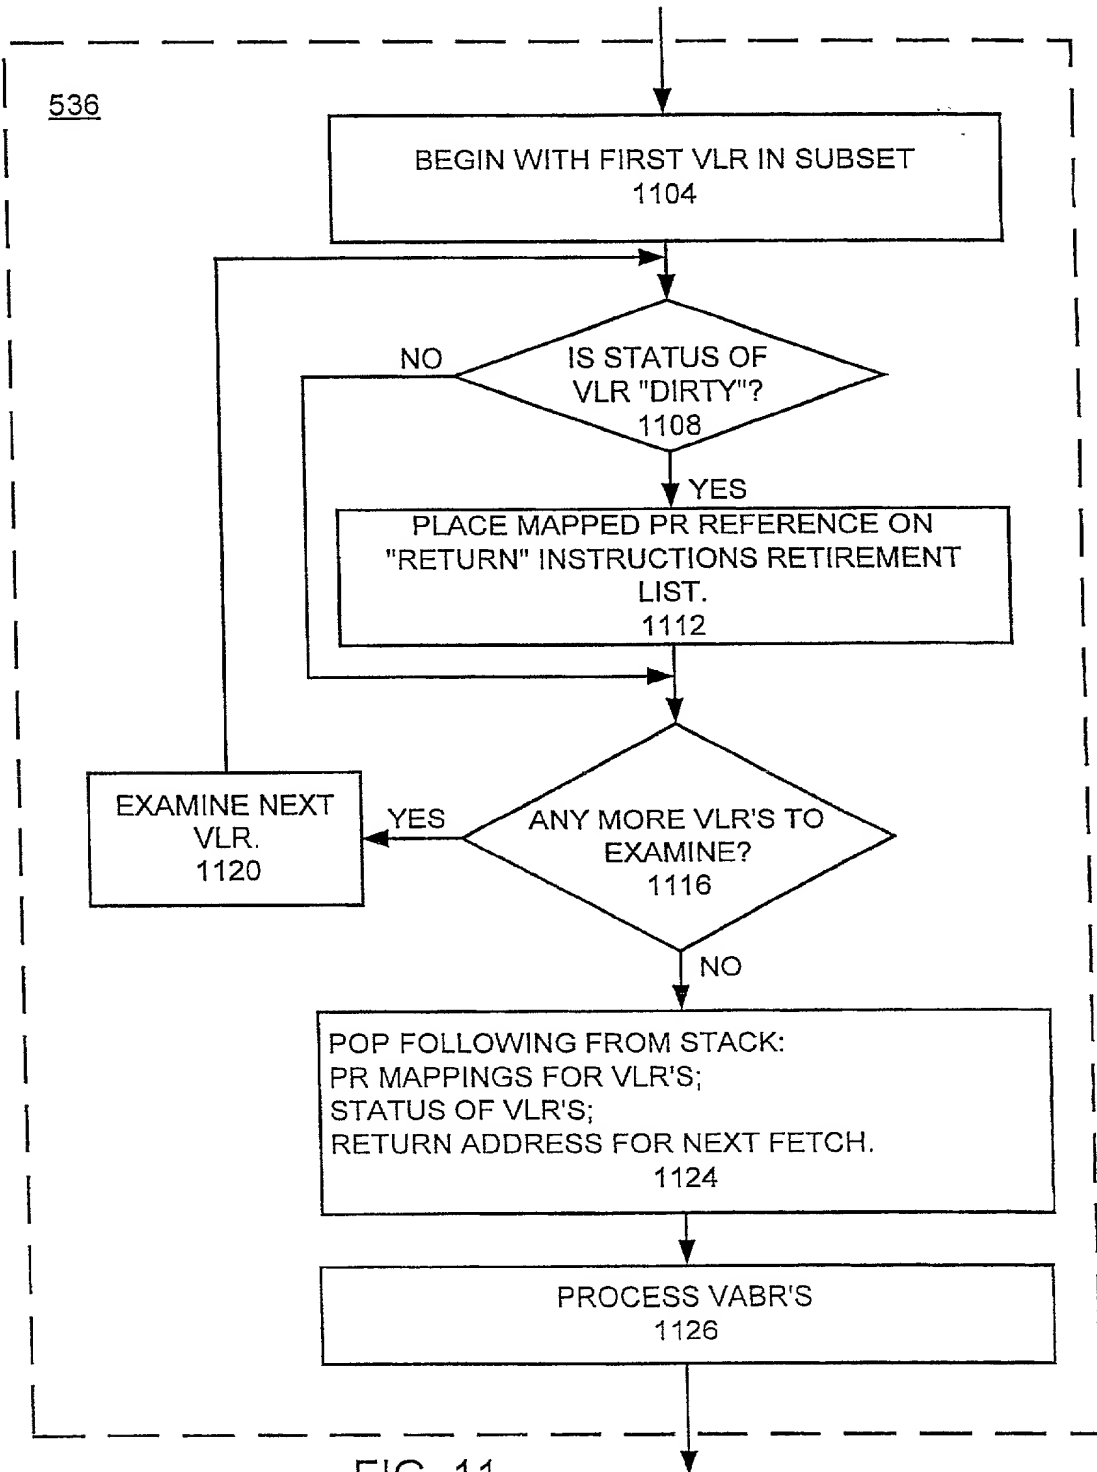 536
BEGIN WITH FIRST VLR IN SUBSET
1104
NO
IS STATUS OF
VLR "DIRTY"?
1108
YES
PLACE MAPPED PR REFERENCE ON
"RETURN" INSTRUCTIONS RETIREMENT
LIST.
1112
EXAMINE NEXT
VLR.
1120
YES
ANY MORE VLR'S TO
EXAMINE?
1116
NO
POP FOLLOWING FROM STACK:
PR MAPPINGS FOR VLR'S;
STATUS OF VLR'S;
RETURN ADDRESS FOR NEXT FETCH.
1124
PROCESS VABR'S
1126
FIG. 11